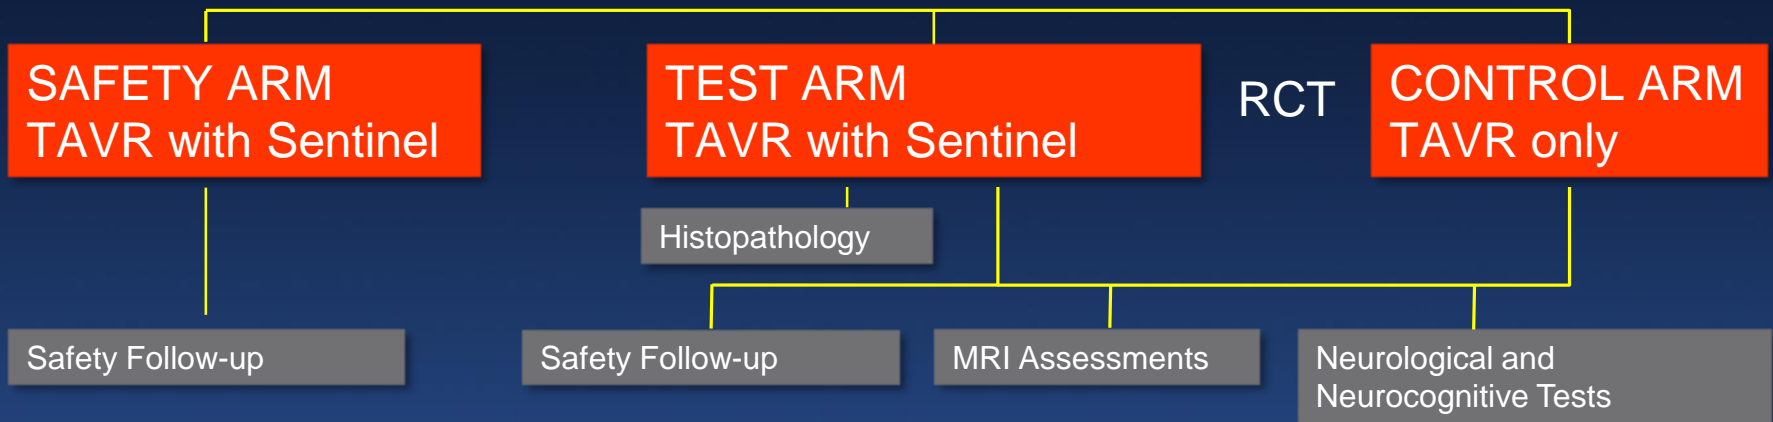 SAFETY ARM
TAVR with Sentinel
TEST ARM
TAVR with Sentinel
RCT
CONTROL ARM
TAVR only
Histopathology
Safety Follow-up
Safety Follow-up
MRI Assessments
Neurological and
Neurocognitive Tests